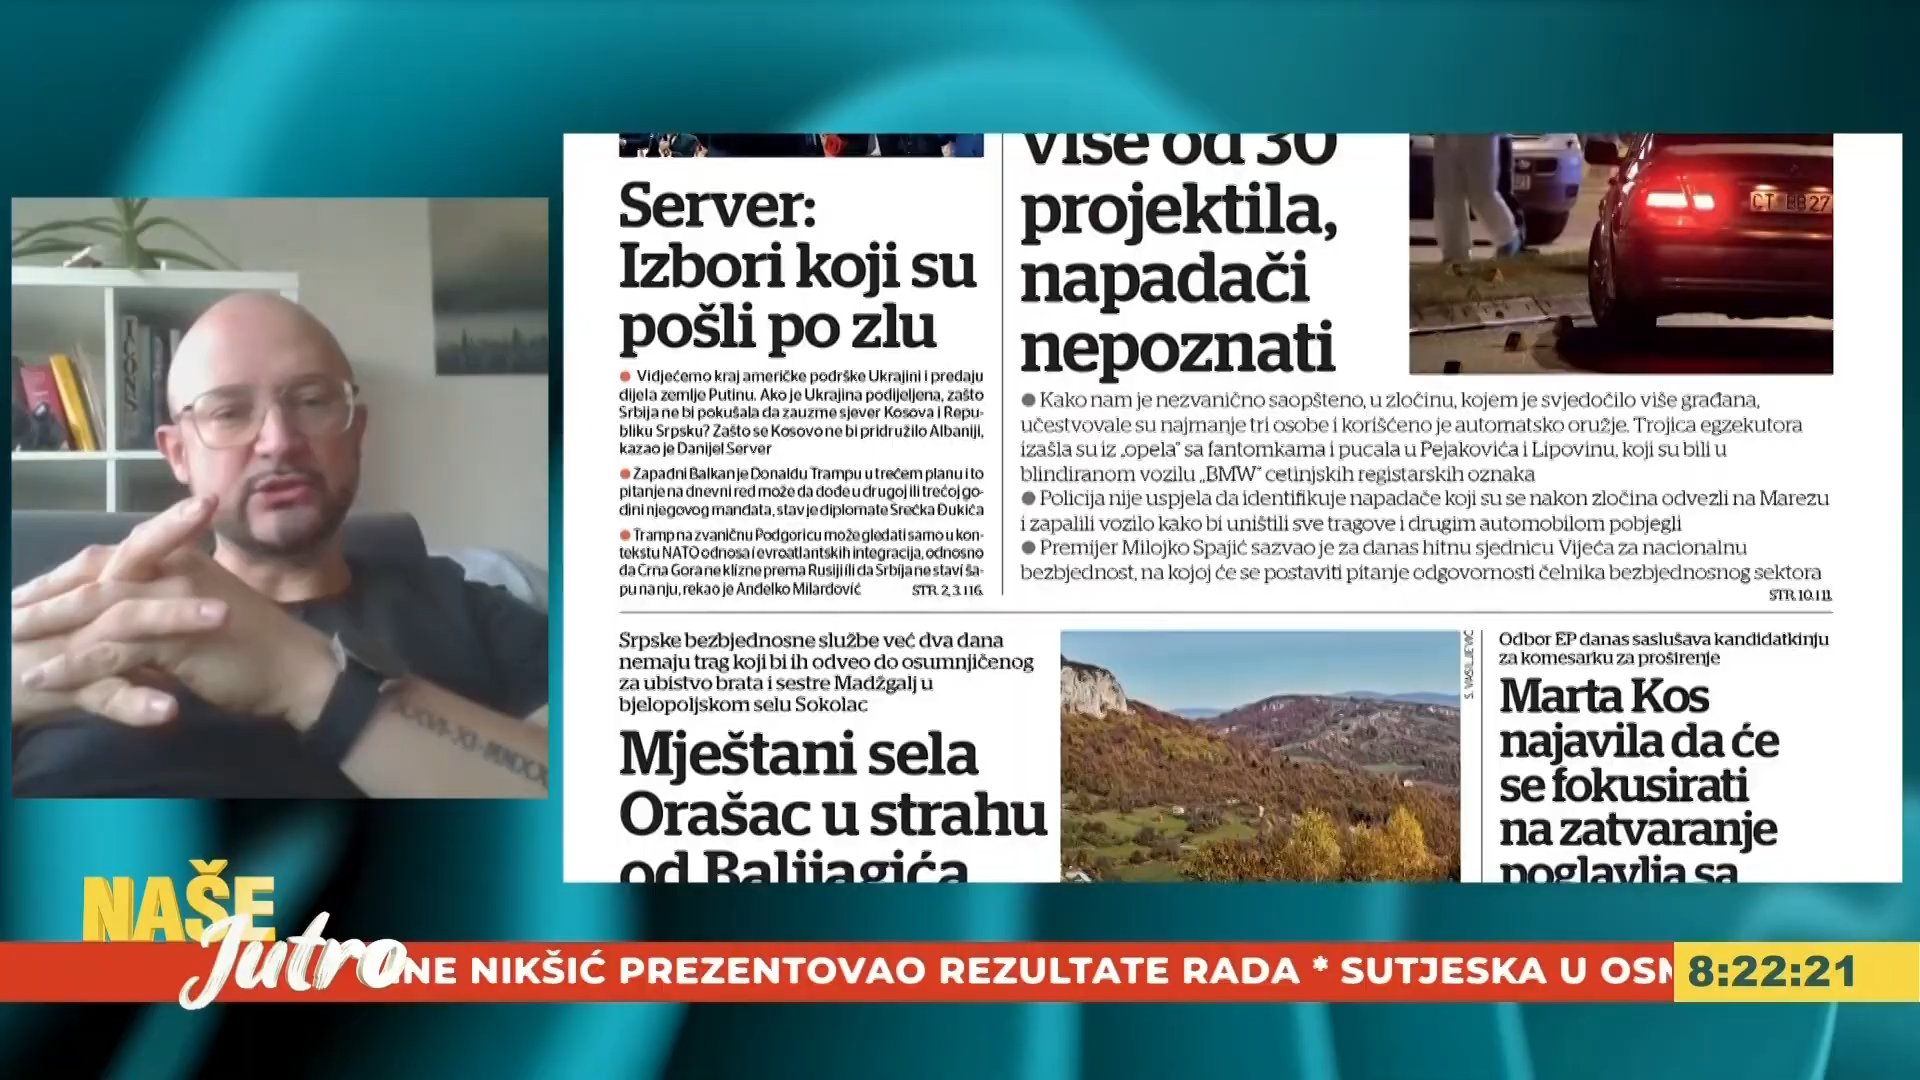 Server:
Izbori koji su
pošli po zlu
Vidjećemo kraj američke podrške Ukrajini i predaju
dijela zemlje Putinu. Ako je Ukrajina podijeljena, zašto
Srbija ne bi pokušala da zauzme sjever Kosova i Repu-
bliku Srpsku? Zašto se Kosovo ne bi pridružilo Albaniji,
kazao je Danijel Server
Zapadni Balkan je Donaldu Trampu u trećem planu i to
pitanje na dnevni red može da dođe u drugoj ili trećoj go-
dini njegovog mandata, stav je diplomate Srećka Đukića
Tramp na zvaničnu Podgoricu može gledati samo u kon-
tekstu NATO odnosa i evroatlantskih integracija, odnosno
da Crna Gora ne klizne prema Rusiji ili da Srbija ne stavi ša-
pu na nju, rekao je Anđelko Milardović
STR. 2, 3. i 16.
više od 30
projektila,
napadači
nepoznati
CT BB27
Kako nam je nezvanično saopšteno, u zločinu, kojem je svjedočilo više građana,
učestvovale su najmanje tri osobe i korišćeno je automatsko oružje. Trojica egzekutora
izašla su iz „opela“ sa fantomkama i pucala u Pejakovića i Lipovinu, koji su bili u
blindiranom vozilu „BMW“ cetinjskih registarskih oznaka
Policija nije uspjela da identifikuje napadače koji su se nakon zločina odvezli na Marezu
i zapalili vozilo kako bi uništili sve tragove i drugim automobilom pobjegli
Premijer Milojko Spajić sazvao je za danas hitnu sjednicu Vijeća za nacionalnu
bezbjednost, na kojoj će se postaviti pitanje odgovornosti čelnika bezbjednosnog sektora
STR. 10. i 11.
Srpske bezbjednosne službe već dva dana
nemaju trag koji bi ih odveo do osumnjičenog
za ubistvo brata i sestre Madžgalj u
bjelopoljskom selu Sokolac
Mještani sela
Orašac u strahu
od Balijagića
S. VASILJEVIĆ
Odbor EP danas saslušava kandidatkinju
za komesarku za proširenje
Marta Kos
najavila da će
se fokusirati
na zatvaranje
poglavlja sa
NAŠE
Jutro
NE NIKŠIĆ PREZENTOVAO REZULTATE RADA * SUTJESKA U OSM
8:22:21